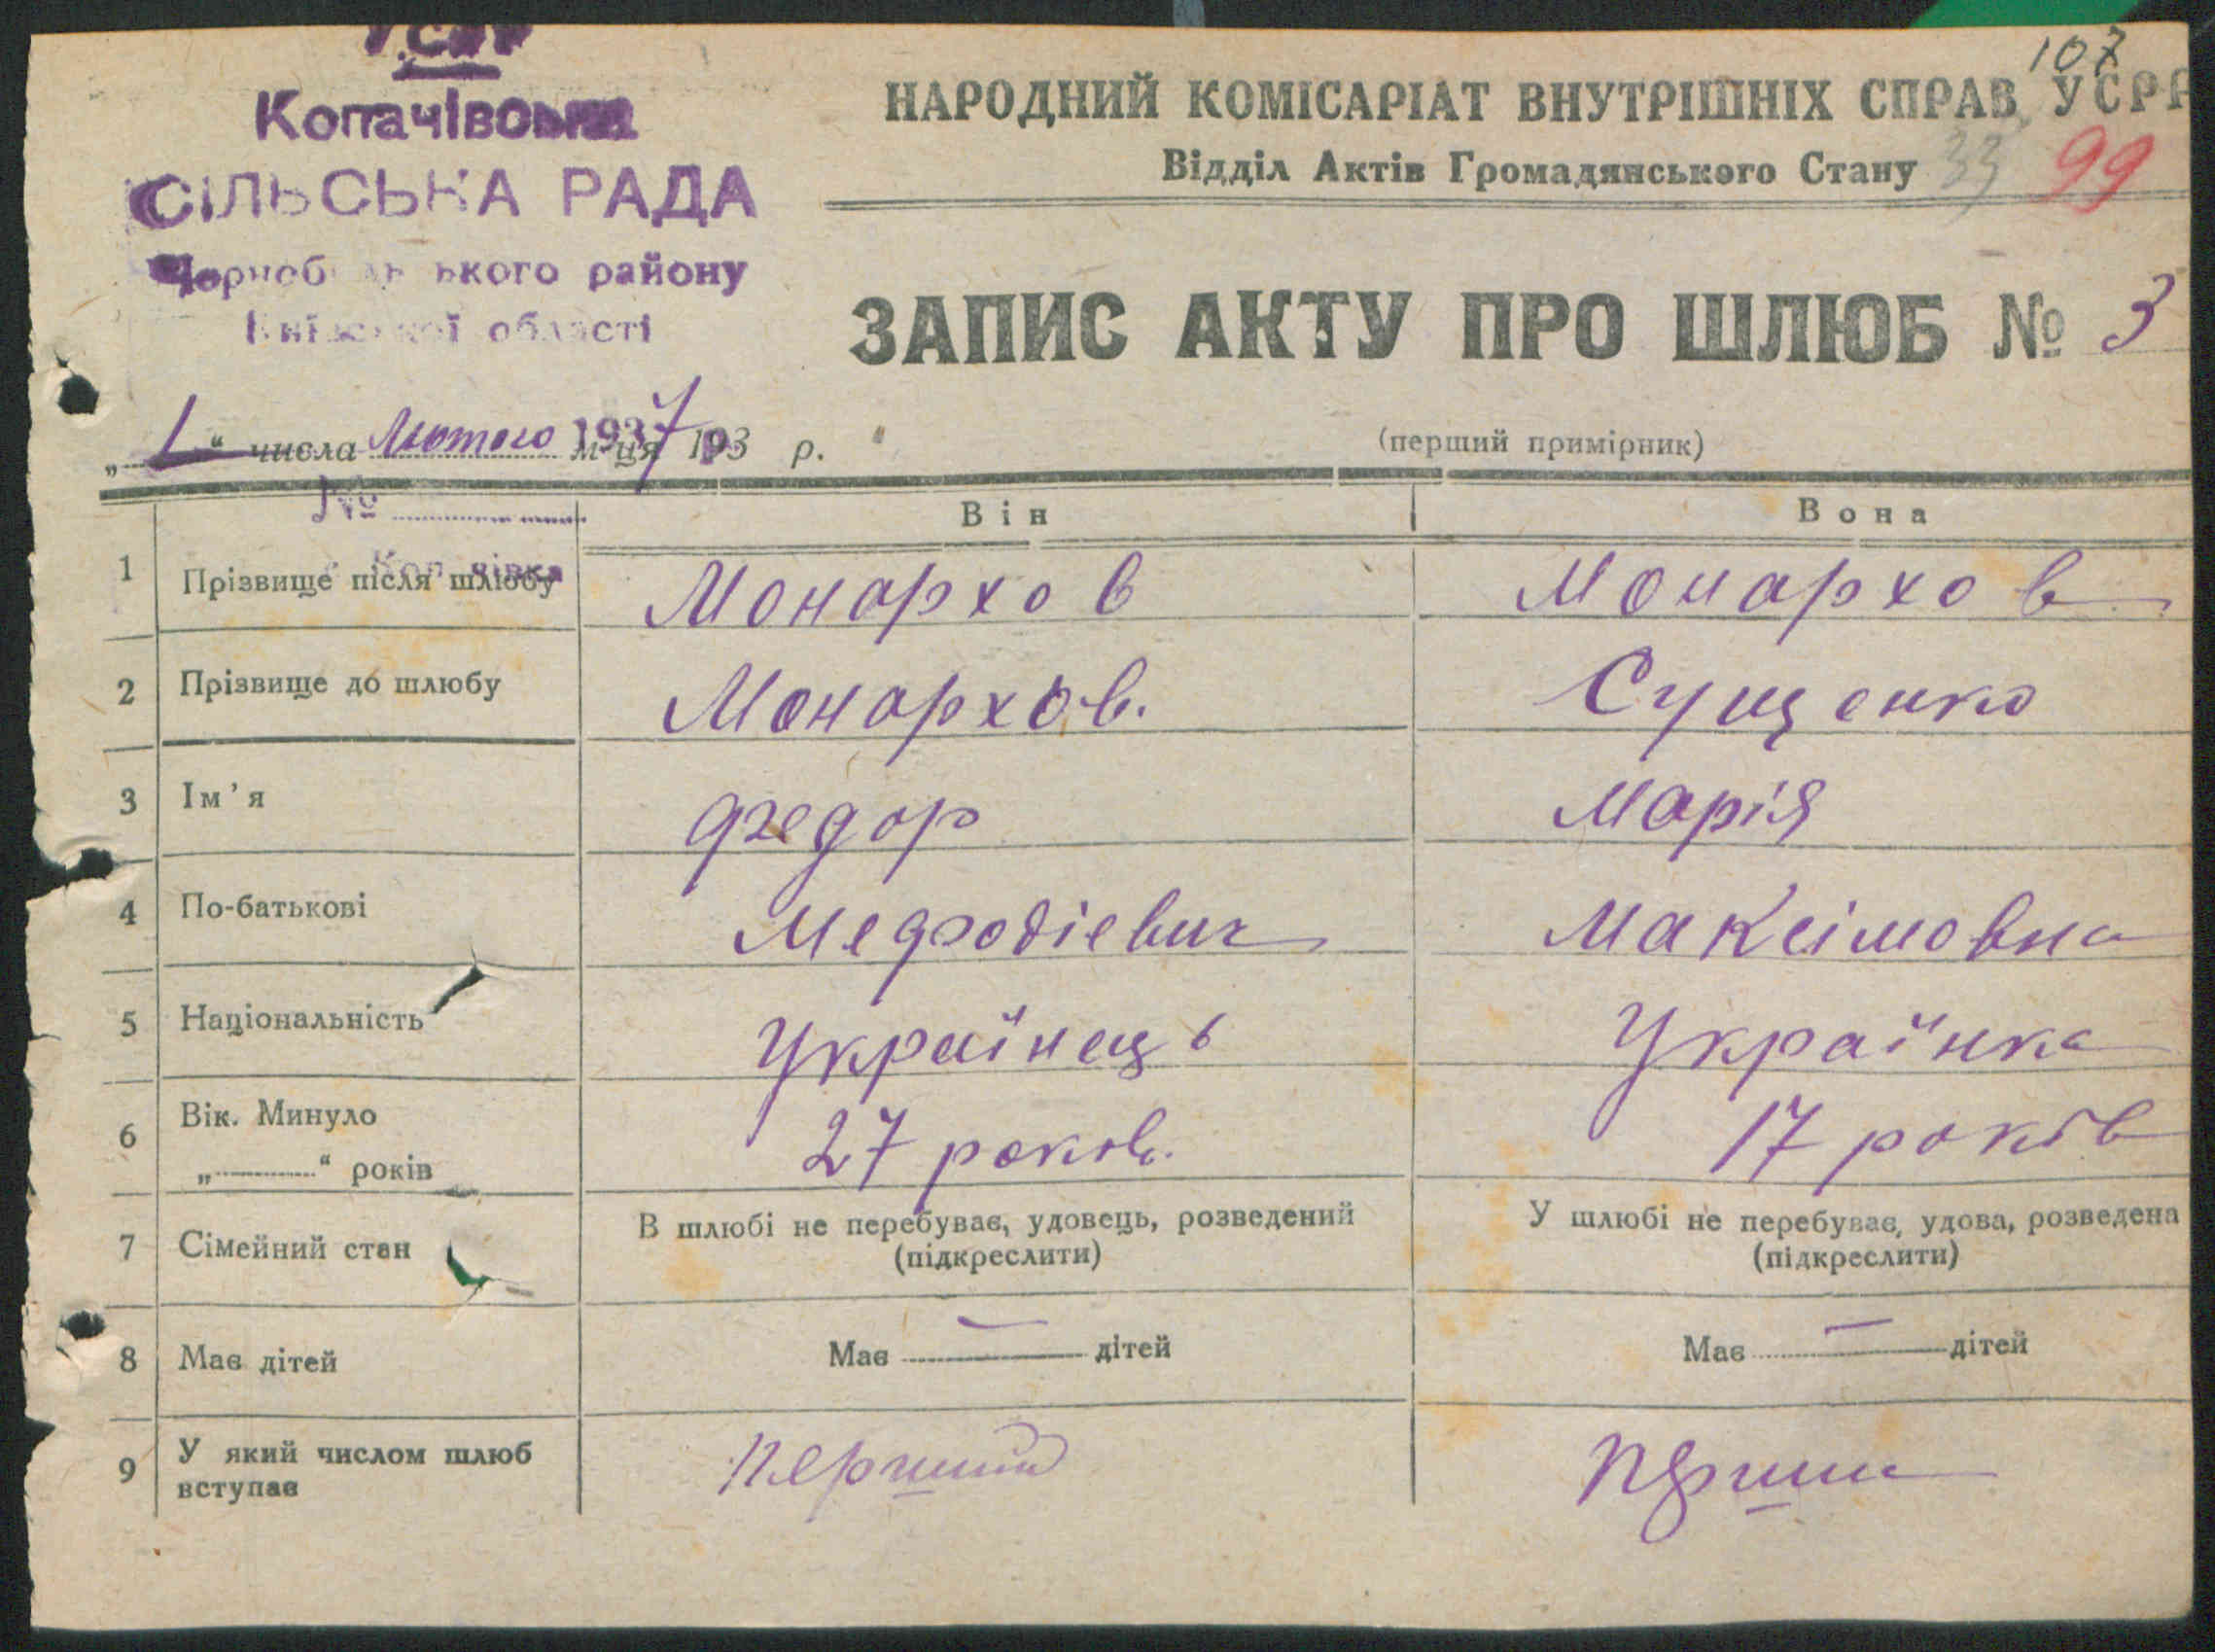 УСРР
Копачівська
СІЛЬСЬКА РАДА
Чорнобильського району
Київської області
107
НАРОДНИЙ КОМІСАРІАТ ВНУТРІШНІХ СПРАВ УСРР
Відділ Актів Громадянського Стану 33 99
ЗАПИС АКТУ ПРО ШЛЮБ № 3
„1“ числа Лютого м-ця 1937 193 р.
(перший примірник)
№
Він Вона
1 Прізвище після шлюбу Монархов Монархов
2 Прізвище до шлюбу Монархов. Сущенко
3 Ім'я Федор Марія
4 По-батькові Мефодіевич Максімовна
5 Національність Українець Українка
6 Вік. Минуло „ “ років 27 років. 17 років
7 Сімейний стан В шлюбі не перебуває, удовець, розведений (підкреслити) У шлюбі не перебуває, удова, розведена (підкреслити)
8 Має дітей Має — дітей Має — дітей
9 У який числом шлюб вступає Перший Перши